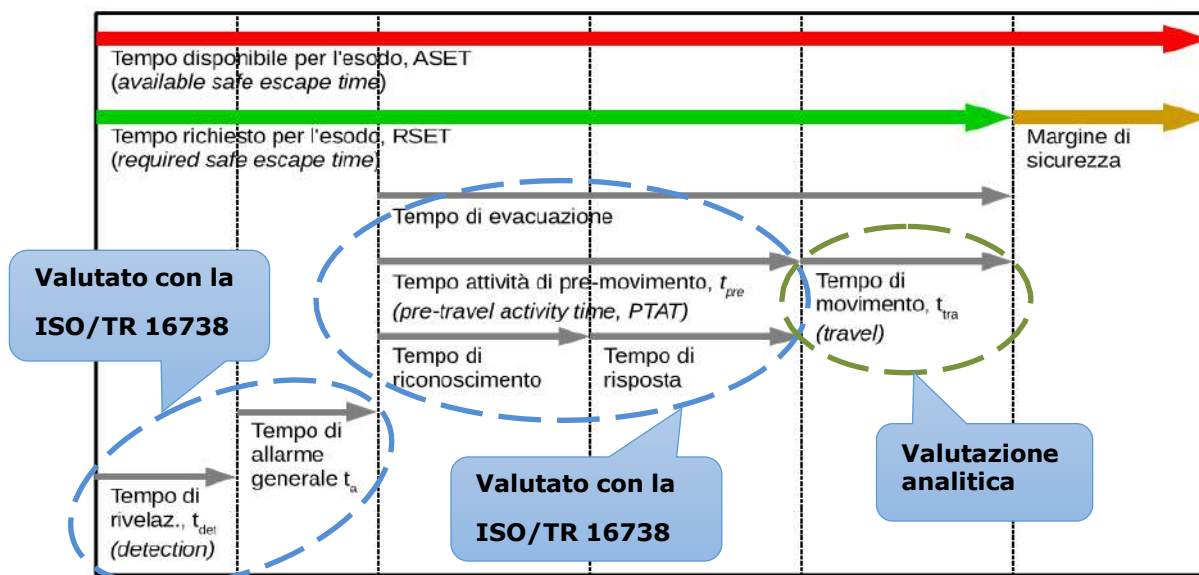 Tempo disponibile per l'esodo, ASET
(available safe escape time)
Tempo richiesto per l'esodo, RSET
(required safe escape time)
Margine di
sicurezza
Tempo di evacuazione
Valutato con la
ISO/TR 16738
Tempo attività di pre-movimento, tpre
(pre-travel activity time, PTAT)
Tempo di
movimento, ttra
(travel)
Tempo di
riconoscimento
Tempo di
risposta
Tempo di
allarme
generale ta
Valutato con la
ISO/TR 16738
Valutazione
analitica
Tempo di
rivelaz., tdet
(detection)